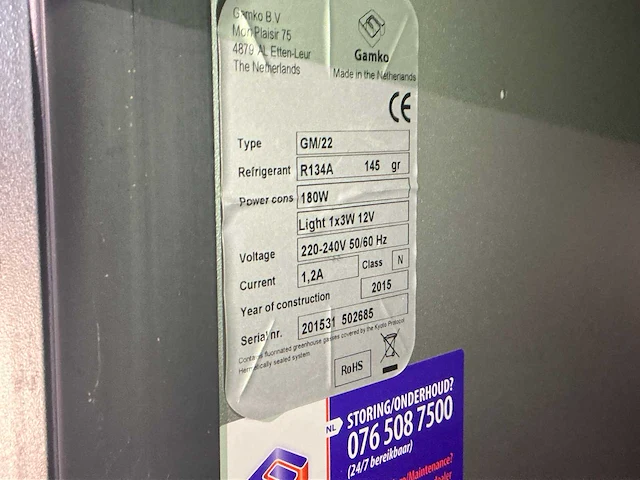 Gamko B.V
Mon Plaisir 75
4879 AL Etten-Leur
The Netherlands
Gamko
Made in the Netherlands
CE
Type GM/22
Refrigerant R134A 145 gr
Power cons 180W
Light 1x3W 12V
Voltage 220-240V 50/60 Hz
Current 1,2A Class N
Year of construction 2015
Serial nr. 201531 502685
Contains fluorinated greenhouse gasses covered by the Kyoto Protocol
Hermetically sealed system
RoHS
NL STORING/ONDERHOUD?
076 508 7500
(24/7 bereikbaar)
/Maintenance?
dealer